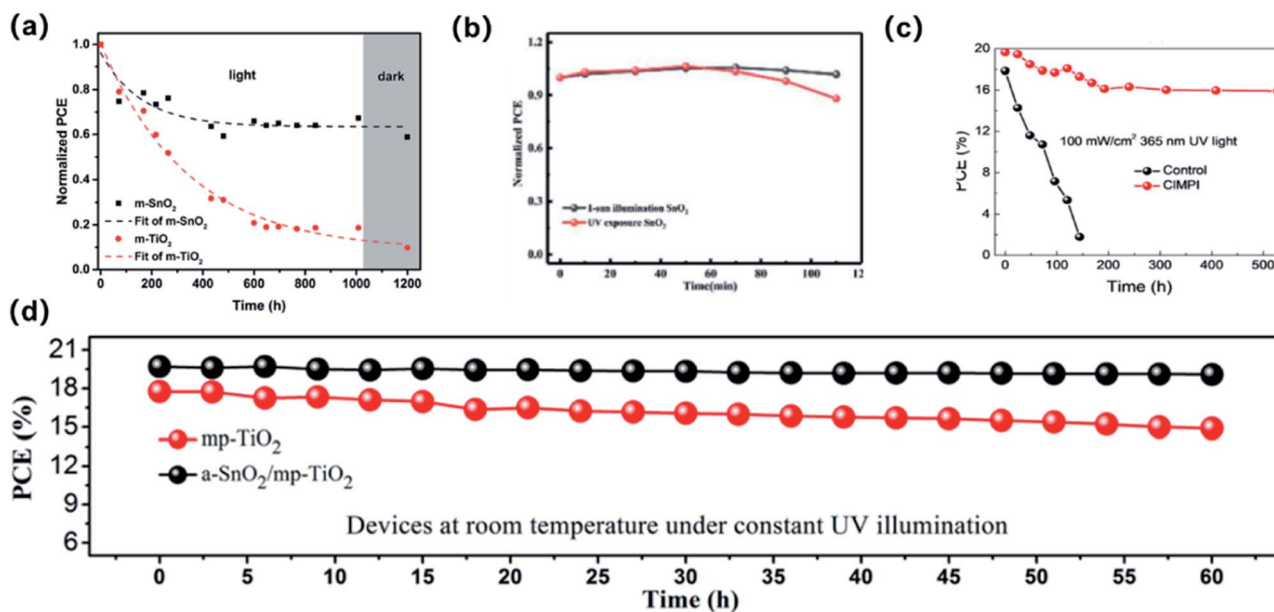 (a)
1.0
0.8
0.6
0.4
0.2
0.0
Normalized PCE
light
dark
m-SnO₂
Fit of m-SnO₂
m-TiO₂
Fit of m-TiO₂
0 200 400 600 800 1000 1200
Time (h)
(b)
1.2
0.9
0.6
0.3
0.0
Normalized PCE
1-sun illumination SnO₂
UV exposure SnO₂
0 20 40 60 80 100 12
Time(min)
(c)
20
16
12
8
4
0
PCE (%)
100 mW/cm² 365 nm UV light
Control
CIMPI
0 100 200 300 400 500
Time (h)
(d)
21
18
15
12
9
6
PCE (%)
mp-TiO₂
a-SnO₂/mp-TiO₂
Devices at room temperature under constant UV illumination
0 5 10 15 20 25 30 35 40 45 50 55 60
Time (h)